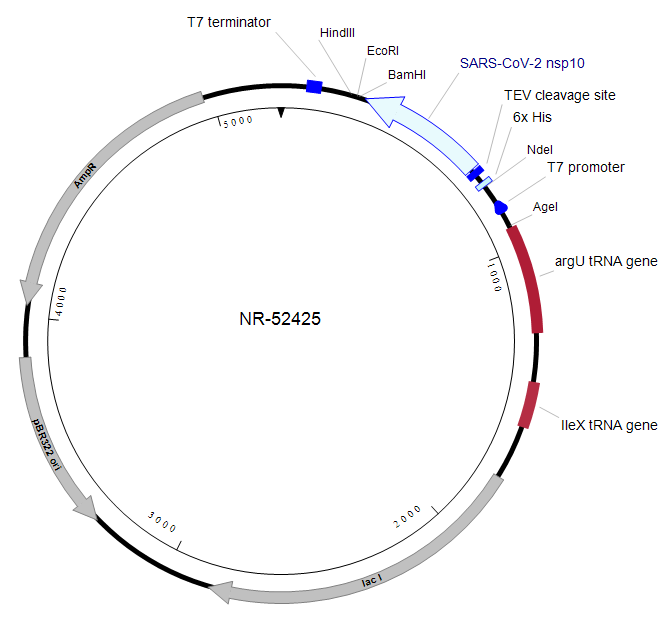 T7 terminator
HindIII
EcoRI
BamHI
SARS-CoV-2 nsp10
TEV cleavage site
6x His
NdeI
T7 promoter
AgeI
argU tRNA gene
IleX tRNA gene
NR-52425
AmpR
pBR322 ori
lac I
5000
1000
2000
3000
4000